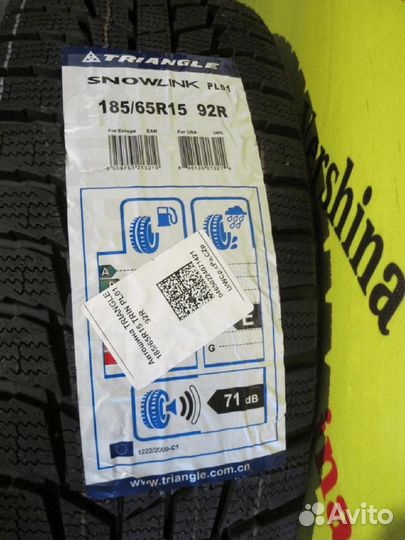 TRIANGLE
SNOWLINK PL01
185/65R15 92R
For Europe EAN For USA UPC
A
E
G
Автошина TRIANGLE
185/65R15 TRIN PL01
92R
71 dB
1222/2009-C1
www.triangle.com.cn
ershina
Avito